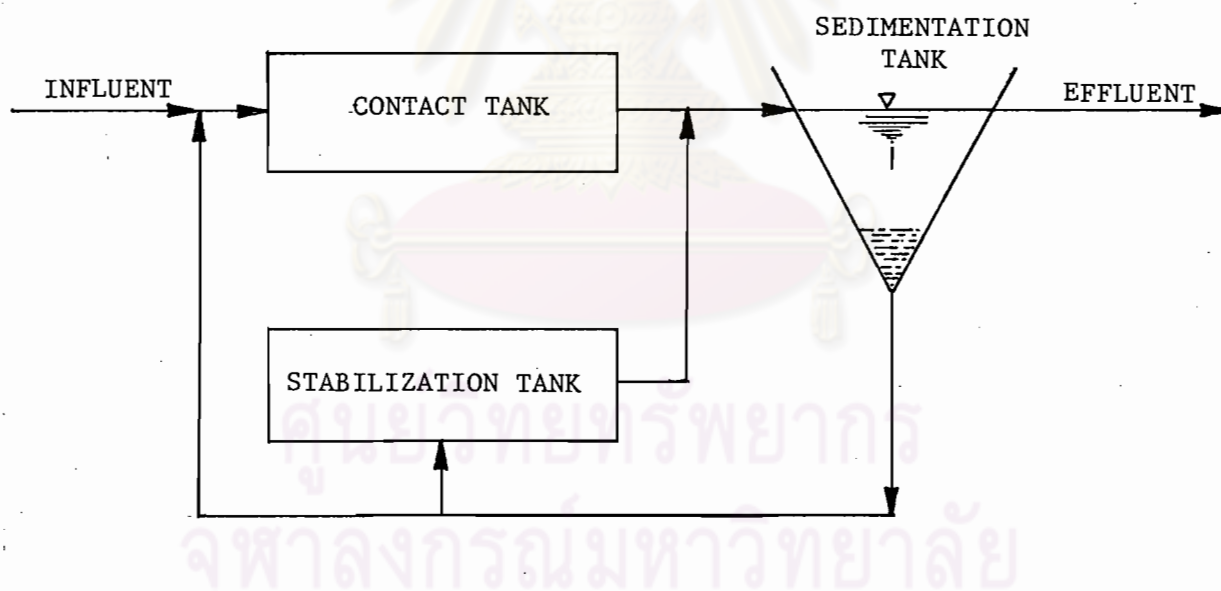 SEDIMENTATION
TANK
INFLUENT
CONTACT TANK
EFFLUENT
STABILIZATION TANK
ศูนย์วิทยทรัพยากร
จุฬาลงกรณ์มหาวิทยาลัย